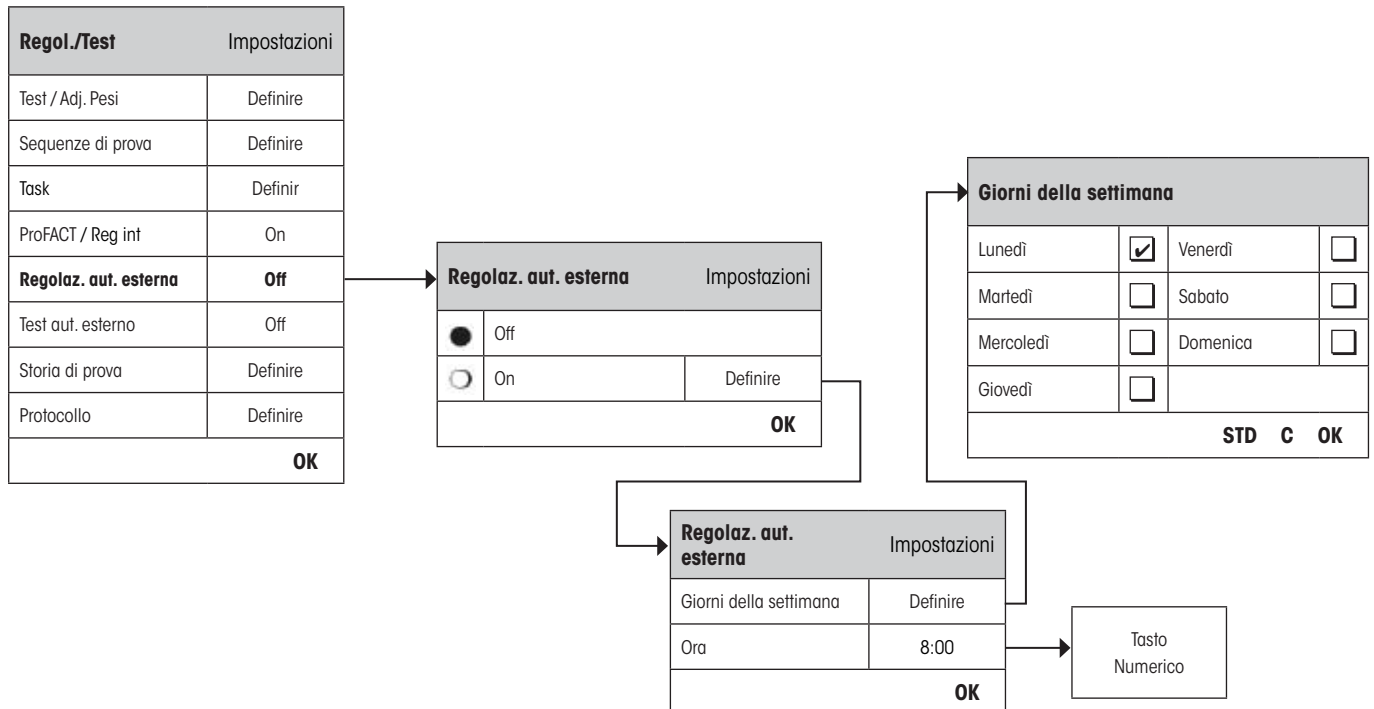 Regol./Test Impostazioni
Test / Adj. Pesi Definire
Sequenze di prova Definire
Task Definir
ProFACT / Reg int On
Regolaz. aut. esterna Off
Test aut. esterno Off
Storia di prova Definire
Protocollo Definire
OK
Regolaz. aut. esterna Impostazioni
Off
On Definire
OK
Regolaz. aut.
esterna Impostazioni
Giorni della settimana Definire
Ora 8:00
OK
Giorni della settimana
Lunedì Venerdì
Martedì Sabato
Mercoledì Domenica
Giovedì
STD C OK
Tasto
Numerico